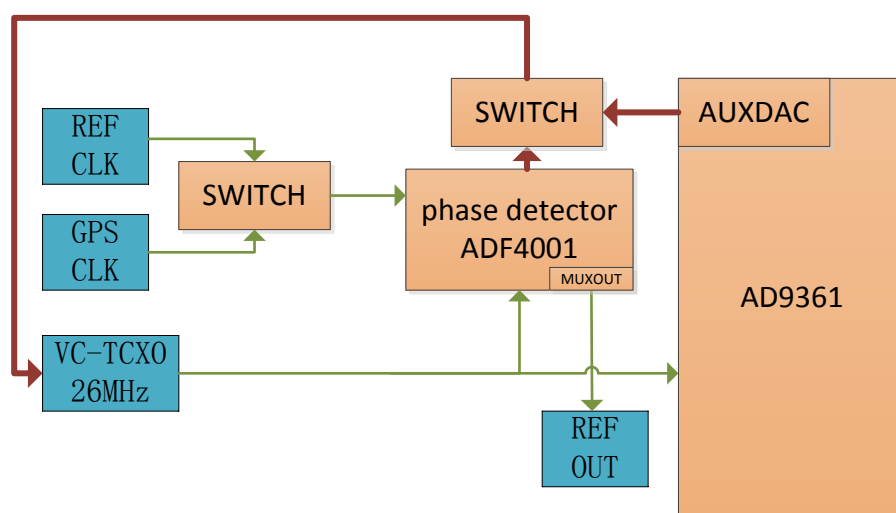 REF
CLK
SWITCH
GPS
CLK
VC-TCXO
26MHz
SWITCH
phase detector
ADF4001
MUXOUT
REF
OUT
AUXDAC
AD9361